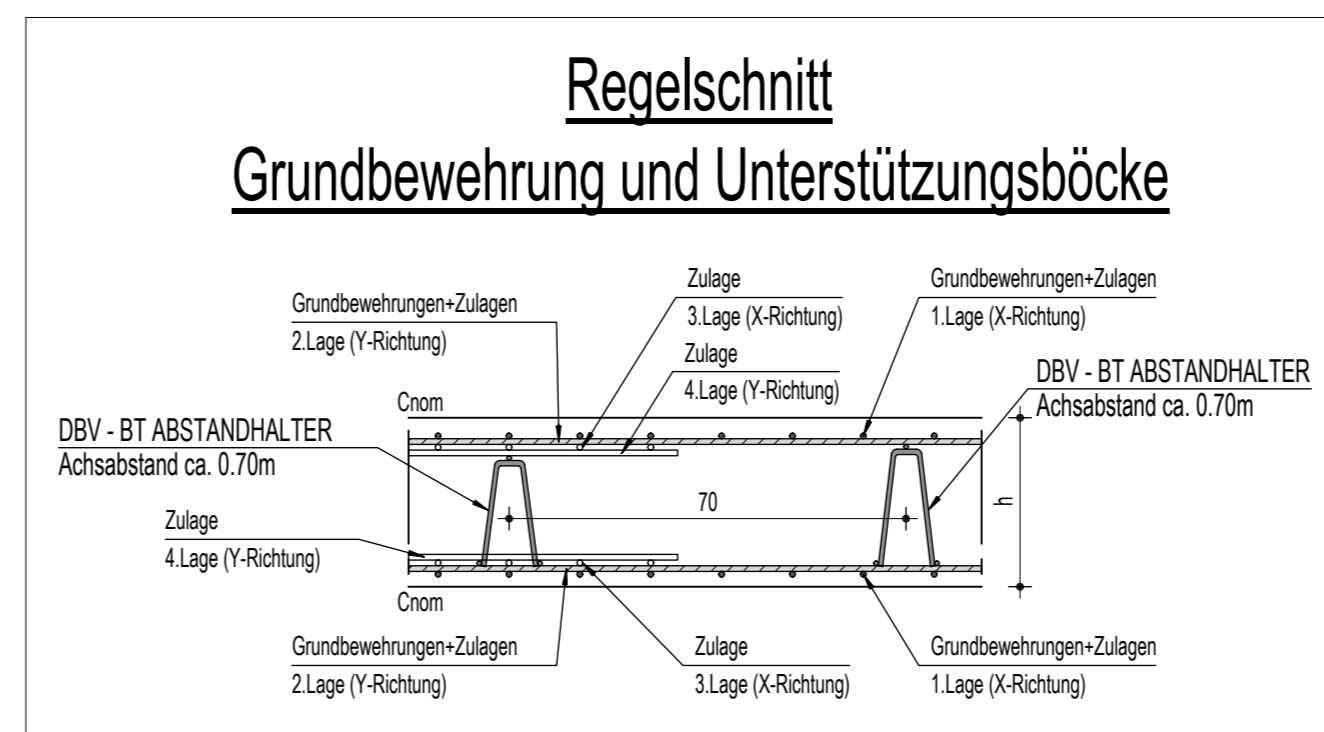 Regelschnitt
Grundbewehrung und Unterstützungsböcke
Zulage
3.Lage (X-Richtung)
Grundbewehrungen+Zulagen
1.Lage (X-Richtung)
Grundbewehrungen+Zulagen
2.Lage (Y-Richtung)
Zulage
4.Lage (Y-Richtung)
DBV - BT ABSTANDHALTER
Achsabstand ca. 0.70m
Cnom
DBV - BT ABSTANDHALTER
Achsabstand ca. 0.70m
70
h
Zulage
4.Lage (Y-Richtung)
Cnom
Grundbewehrungen+Zulagen
2.Lage (Y-Richtung)
Zulage
3.Lage (X-Richtung)
Grundbewehrungen+Zulagen
1.Lage (X-Richtung)